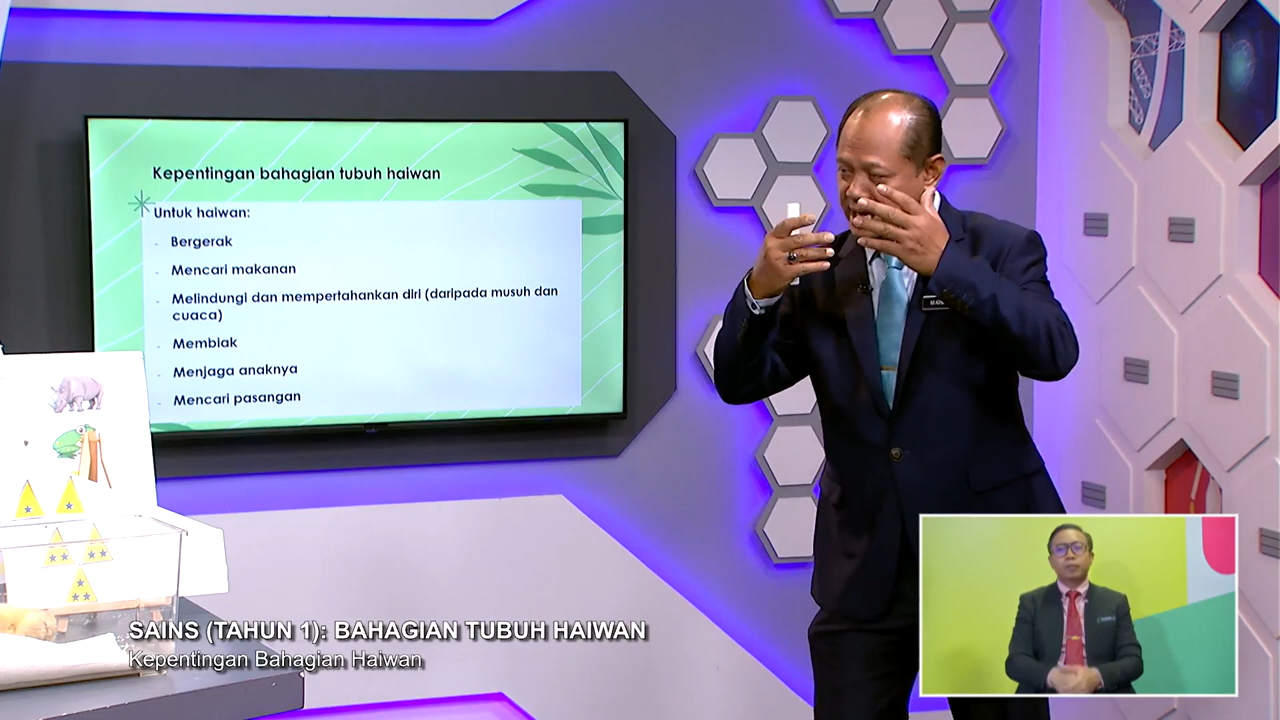 Kepentingan bahagian tubuh haiwan
Untuk haiwan:
- Bergerak
- Mencari makanan
- Melindungi dan mempertahankan diri (daripada musuh dan
cuaca)
- Membiak
- Menjaga anaknya
- Mencari pasangan
SAINS (TAHUN 1): BAHAGIAN TUBUH HAIWAN
Kepentingan Bahagian Haiwan